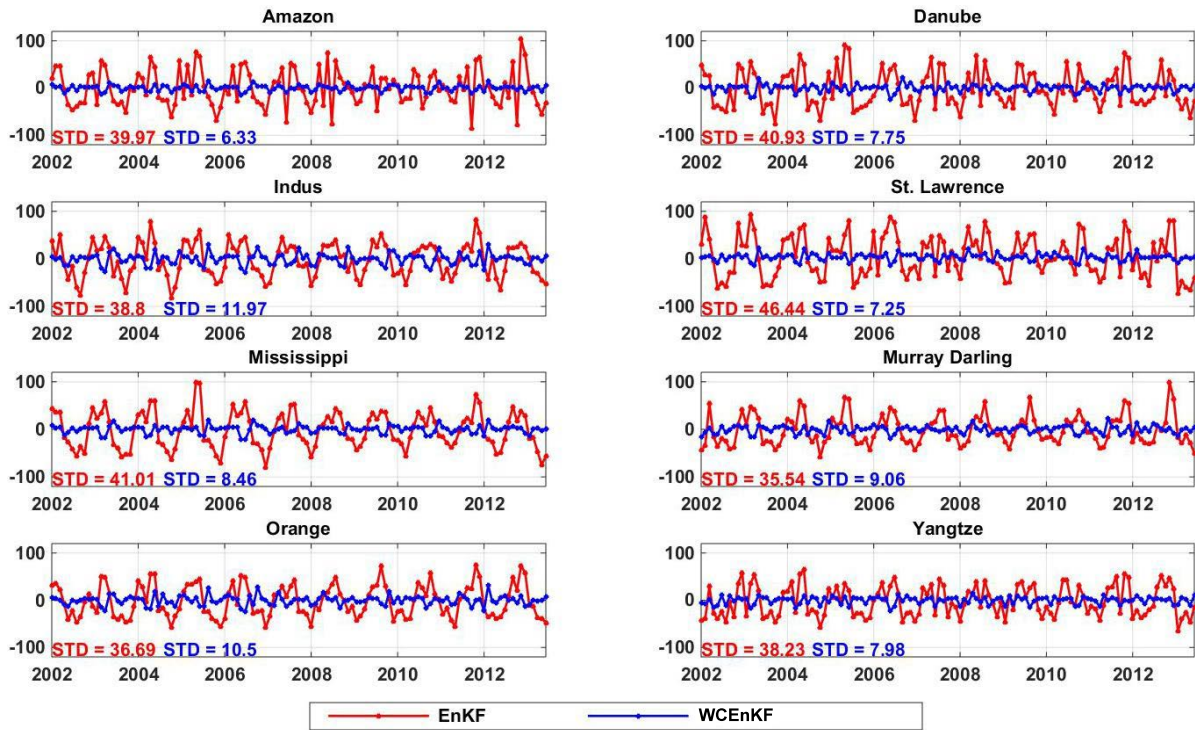 Amazon
100
0
-100
STD = 39.97 STD = 6.33
2002 2004 2006 2008 2010 2012
Danube
100
0
-100
STD = 40.93 STD = 7.75
2002 2004 2006 2008 2010 2012
Indus
100
0
-100
STD = 38.8 STD = 11.97
2002 2004 2006 2008 2010 2012
St. Lawrence
100
0
-100
STD = 46.44 STD = 7.25
2002 2004 2006 2008 2010 2012
Mississippi
100
0
-100
STD = 41.01 STD = 8.46
2002 2004 2006 2008 2010 2012
Murray Darling
100
0
-100
STD = 35.54 STD = 9.06
2002 2004 2006 2008 2010 2012
Orange
100
0
-100
STD = 36.69 STD = 10.5
2002 2004 2006 2008 2010 2012
Yangtze
100
0
-100
STD = 38.23 STD = 7.98
2002 2004 2006 2008 2010 2012
EnKF WCEnKF